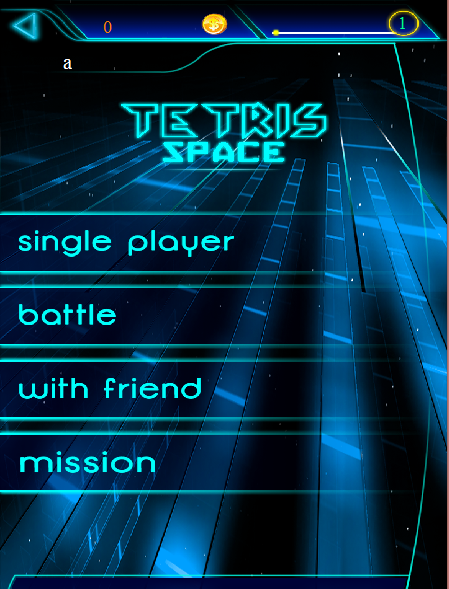 0
1
a
TETRIS
SPACE
single player
battle
with friend
mission